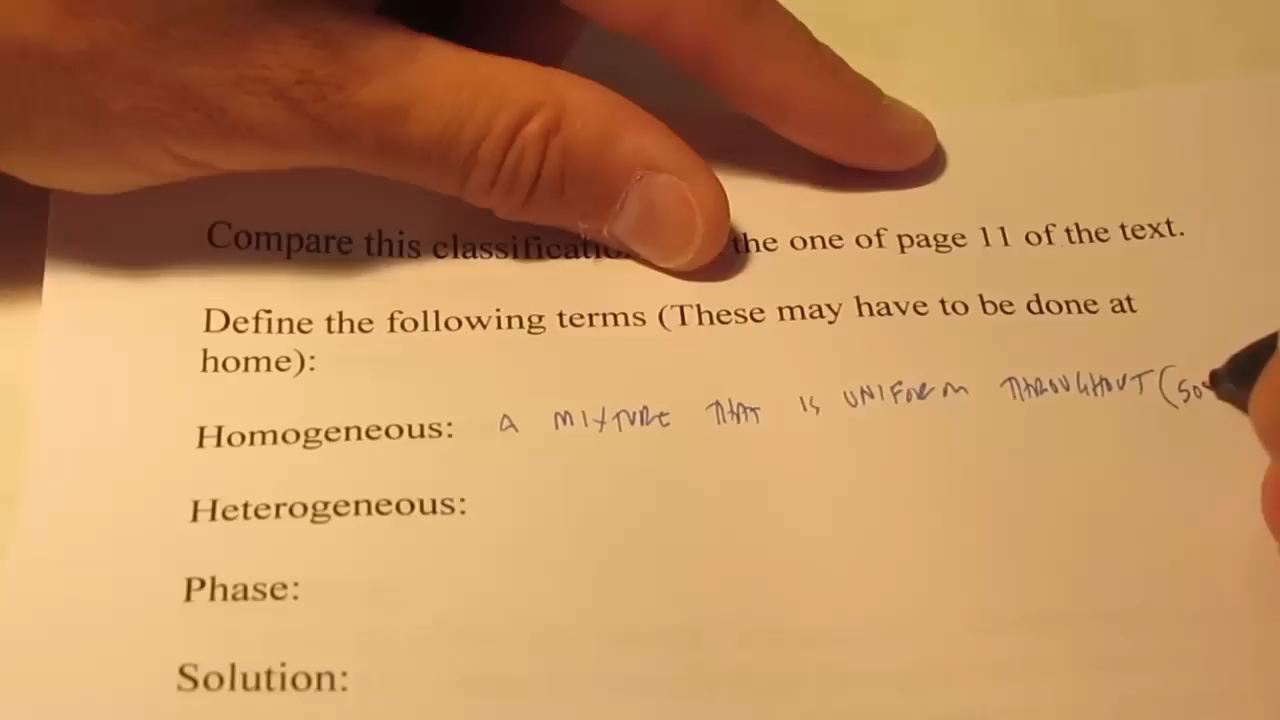 Compare this the one of page 11 of the text.
Define the following terms (These may have to be done at
home):
Homogeneous: A MIXTURE THAT IS UNIFORM THROUGHOUT (SO
Heterogeneous:
Phase:
Solution: